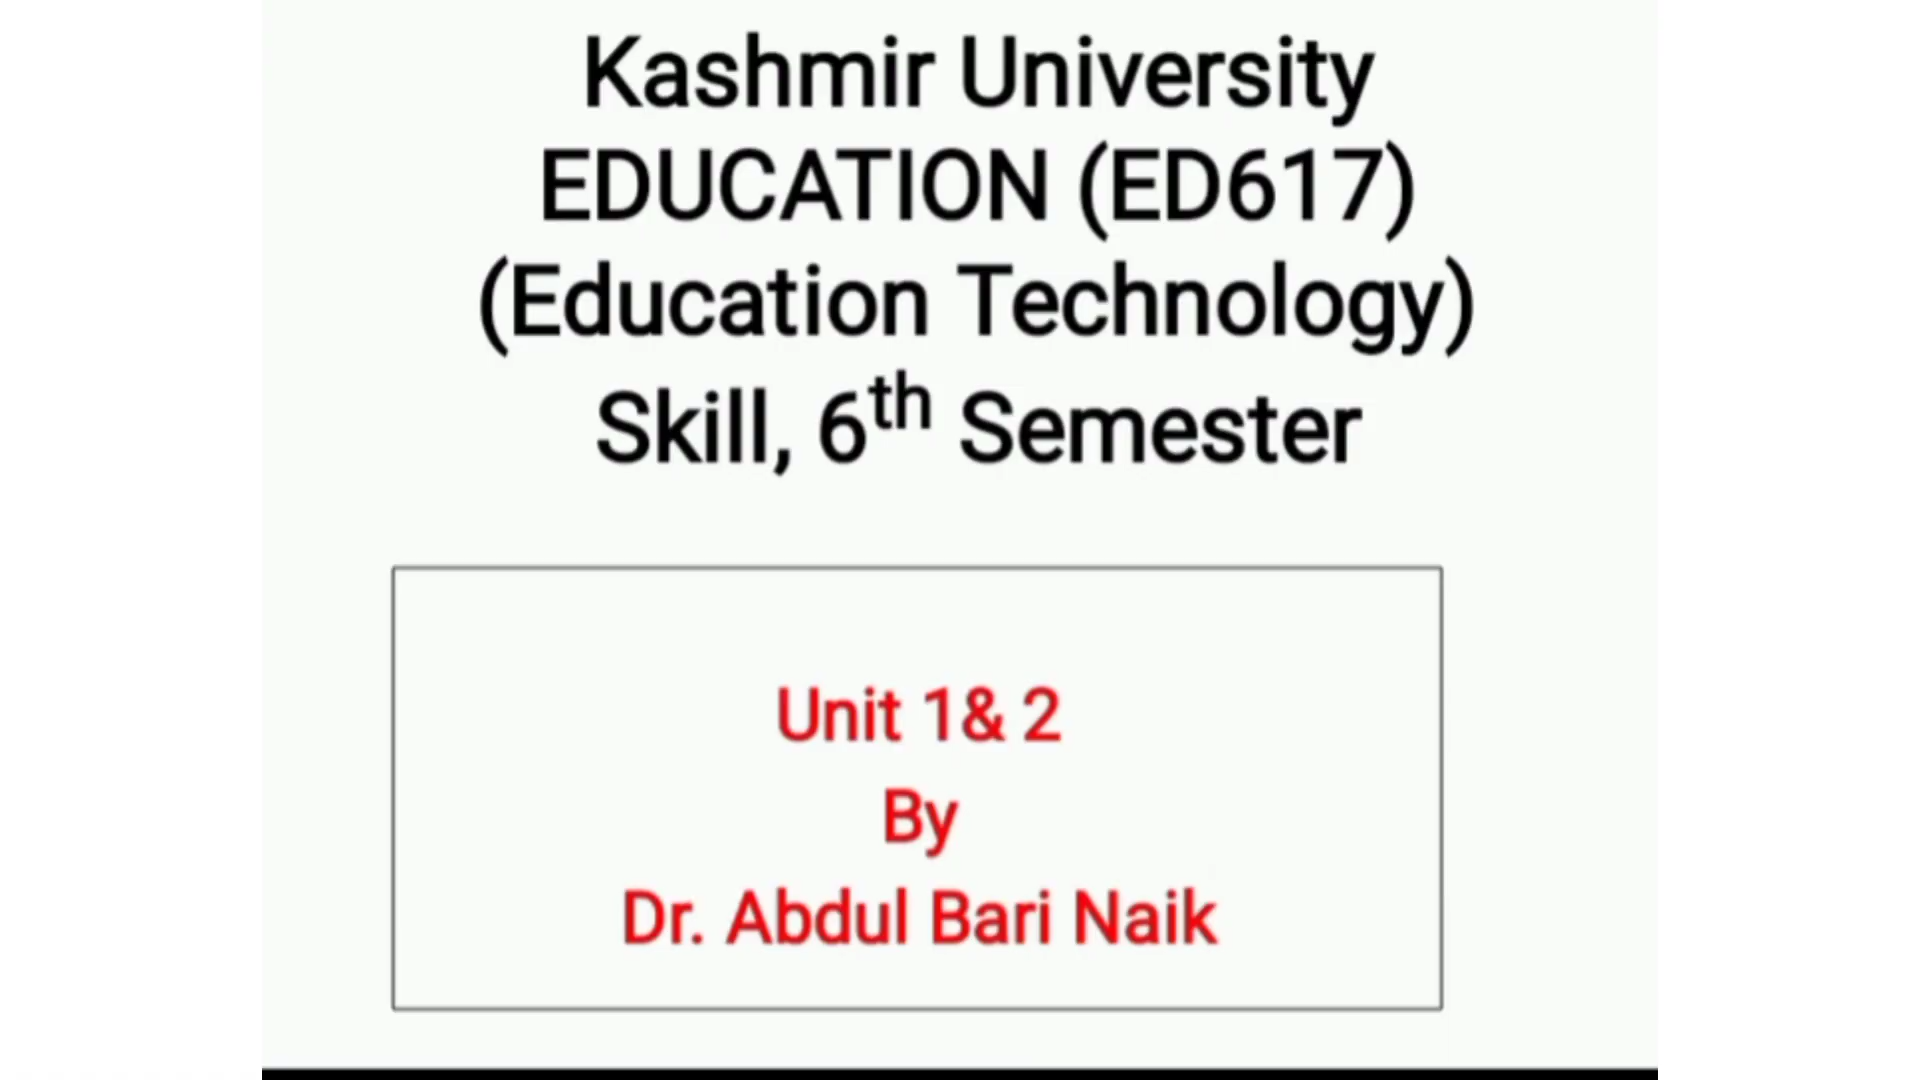 Kashmir University
EDUCATION (ED617)
(Education Technology)
Skill, 6th Semester
Unit 1& 2
By
Dr. Abdul Bari Naik